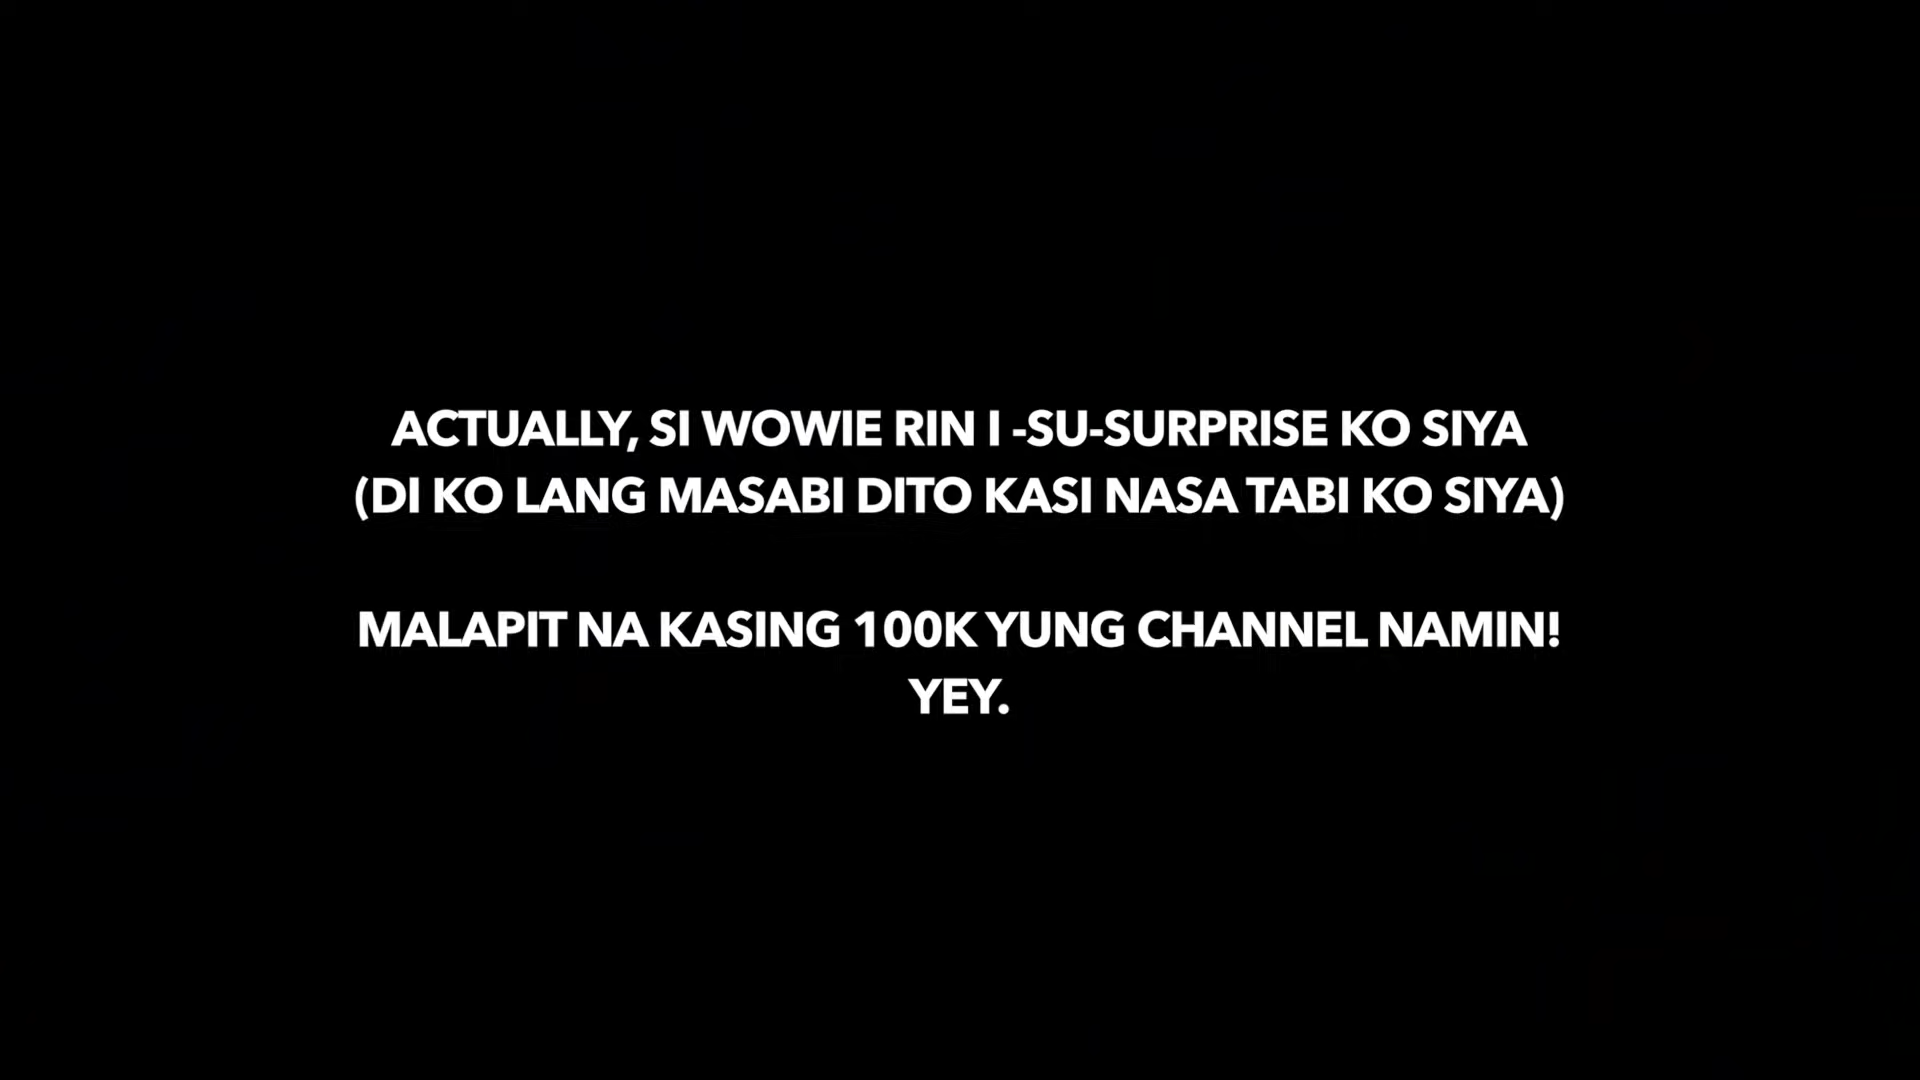 ACTUALLY, SI WOWIE RIN I -SU-SURPRISE KO SIYA
(DI KO LANG MASABI DITO KASI NASA TABI KO SIYA)
MALAPIT NA KASING 100K YUNG CHANNEL NAMIN!
YEY.